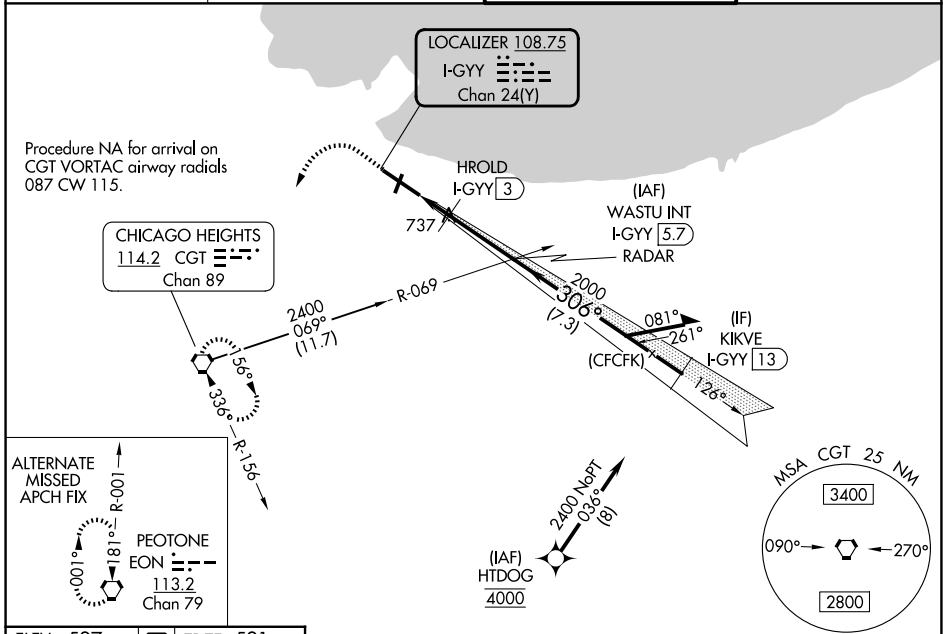 LOCALIZER 108.75
I-GYY
Chan 24(Y)
Procedure NA for arrival on
CGT VORTAC airway radials
087 CW 115.
HROLD
I-GYY 3
737
(IAF)
WASTU INT
I-GYY 5.7
RADAR
CHICAGO HEIGHTS
114.2 CGT
Chan 89
2400
069°
(11.7)
R-069
2000
306°
(7.3)
081°
261°
(IF)
KIKVE
I-GYY 13
(CFCFK)
126°
156°
336°
R-156
ALTERNATE
MISSED
APCH FIX
R-001
001°
181°
PEOTONE
EON
113.2
Chan 79
2400 NoPT
036°
(8)
(IAF)
HTDOG
4000
MSA CGT 25 NM
3400
090°
270°
2800